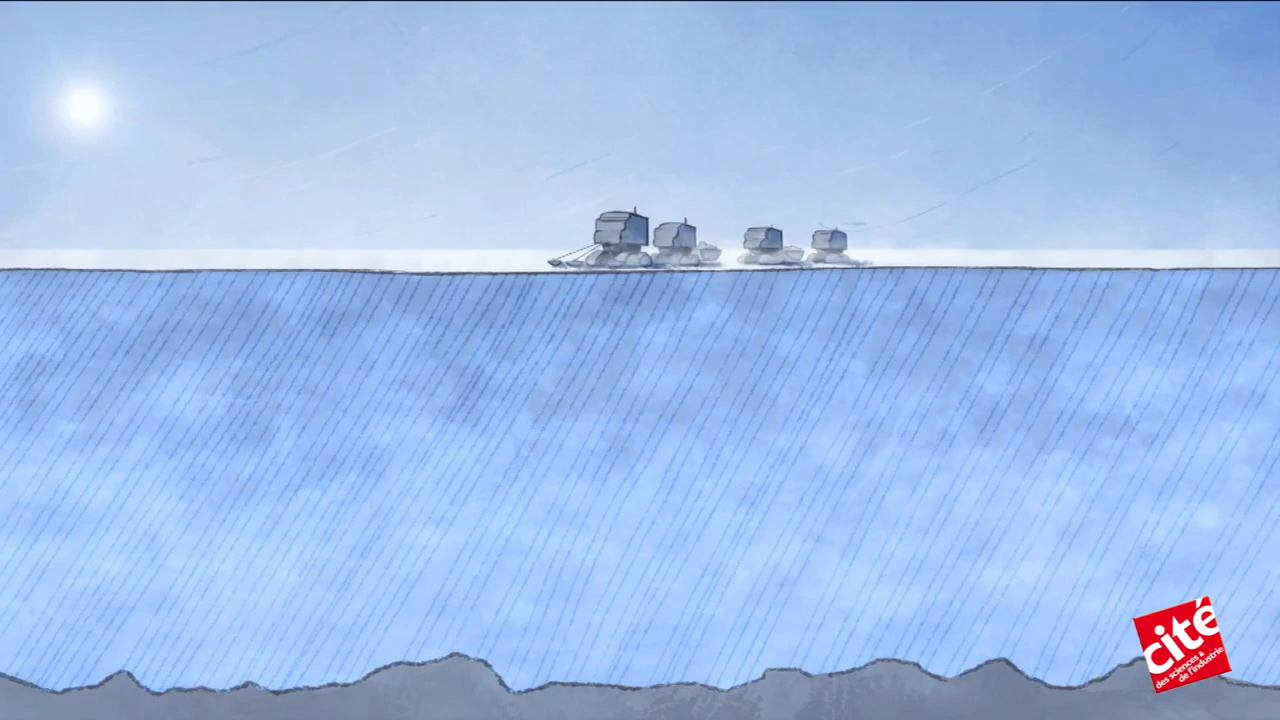 cité
des sciences &
de l'industrie